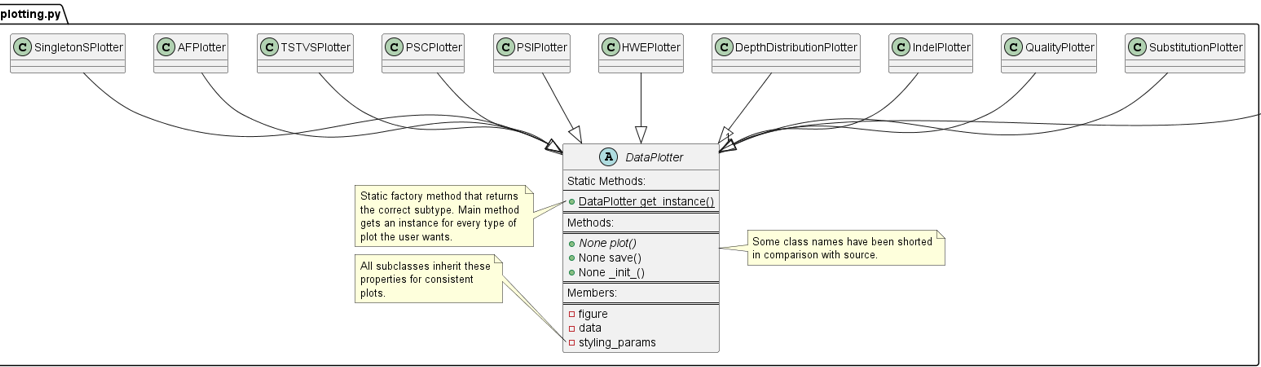 plotting.py
C SingletonSPlotter
C AFPlotter
C TSTVSPlotter
C PSCPlotter
C PSIPlotter
C HWEPlotter
C DepthDistributionPlotter
C IndelPlotter
C QualityPlotter
C SubstitutionPlotter
A DataPlotter
Static Methods:
DataPlotter get_instance()
Methods:
None plot()
None save()
None _init_()
Members:
figure
data
styling_params
Static factory method that returns
the correct subtype. Main method
gets an instance for every type of
plot the user wants.
All subclasses inherit these
properties for consistent
plots.
Some class names have been shorted
in comparison with source.